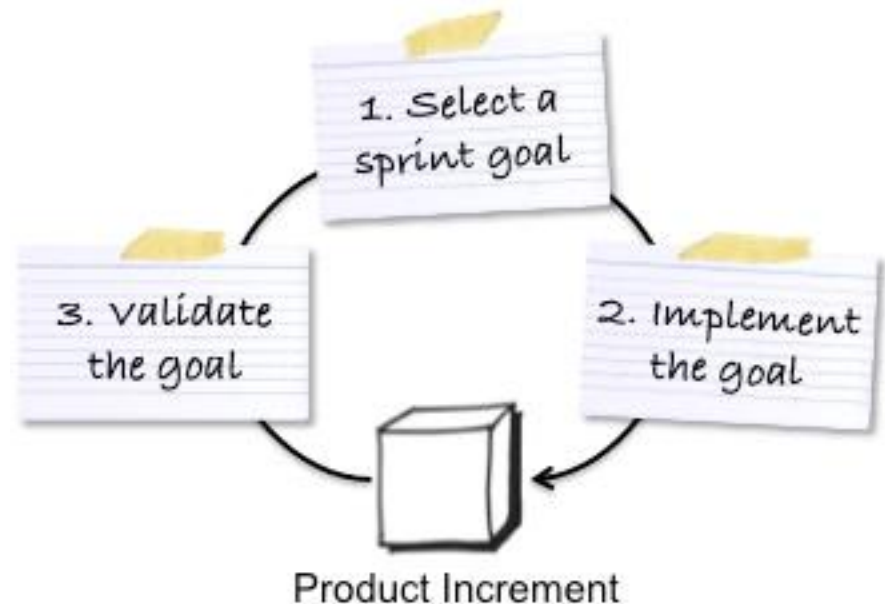 1. Select a
sprint goal
2. Implement
the goal
3. Validate
the goal
Product Increment